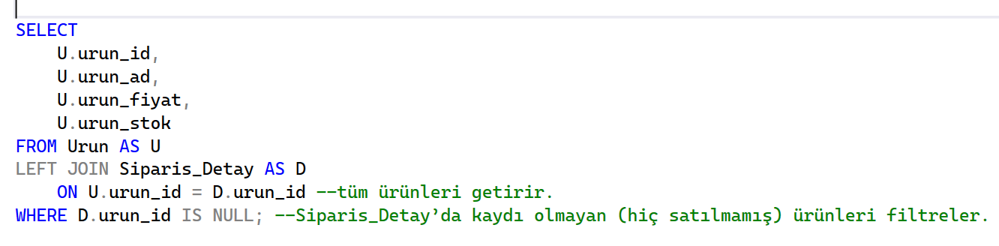 SELECT
    U.urun_id,
    U.urun_ad,
    U.urun_fiyat,
    U.urun_stok
FROM Urun AS U
LEFT JOIN Siparis_Detay AS D
    ON U.urun_id = D.urun_id --tüm ürünleri getirir.
WHERE D.urun_id IS NULL; --Siparis_Detay’da kaydı olmayan (hiç satılmamış) ürünleri filtreler.